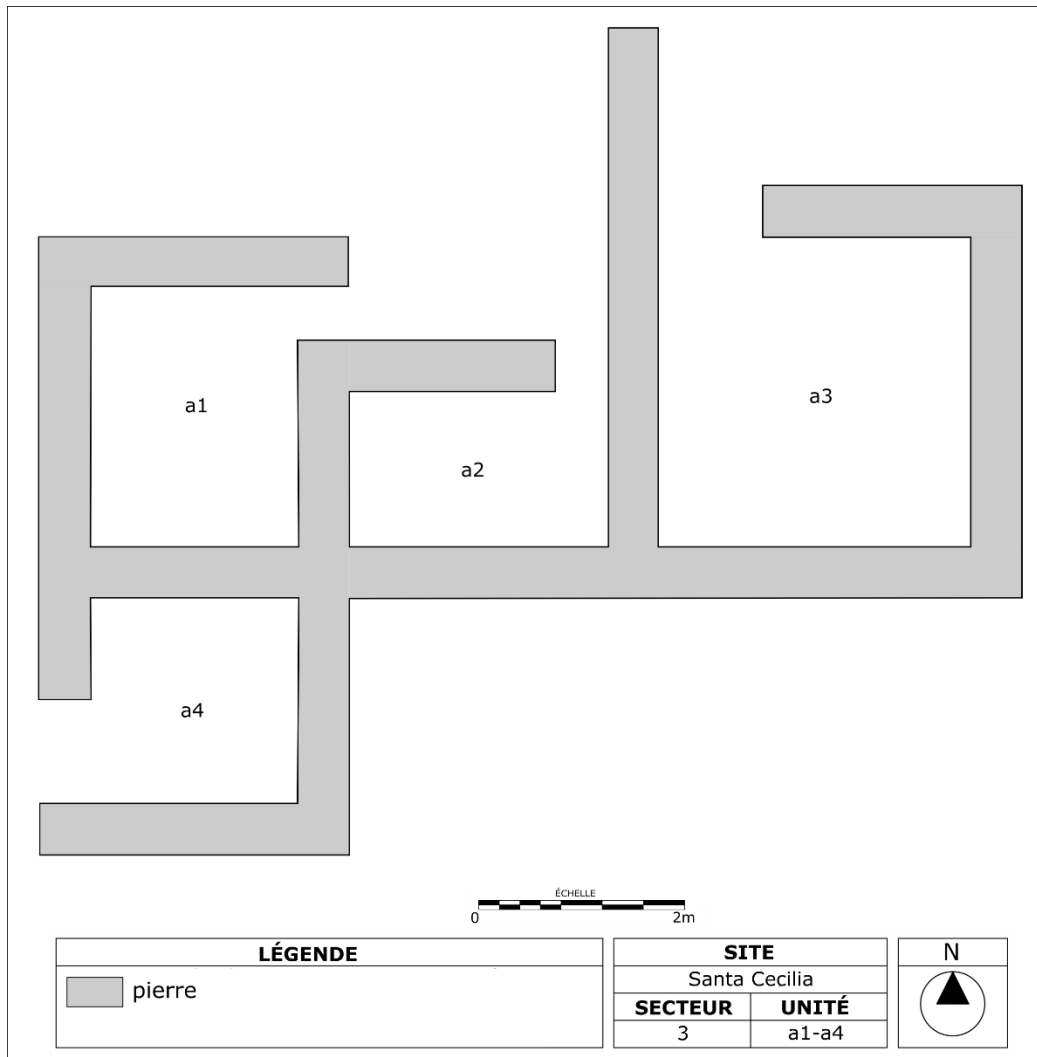 a1
a2
a3
a4
ÉCHELLE
0 2m
LÉGENDE
pierre
SITE
Santa Cecilia
SECTEUR UNITÉ
3 a1-a4
N